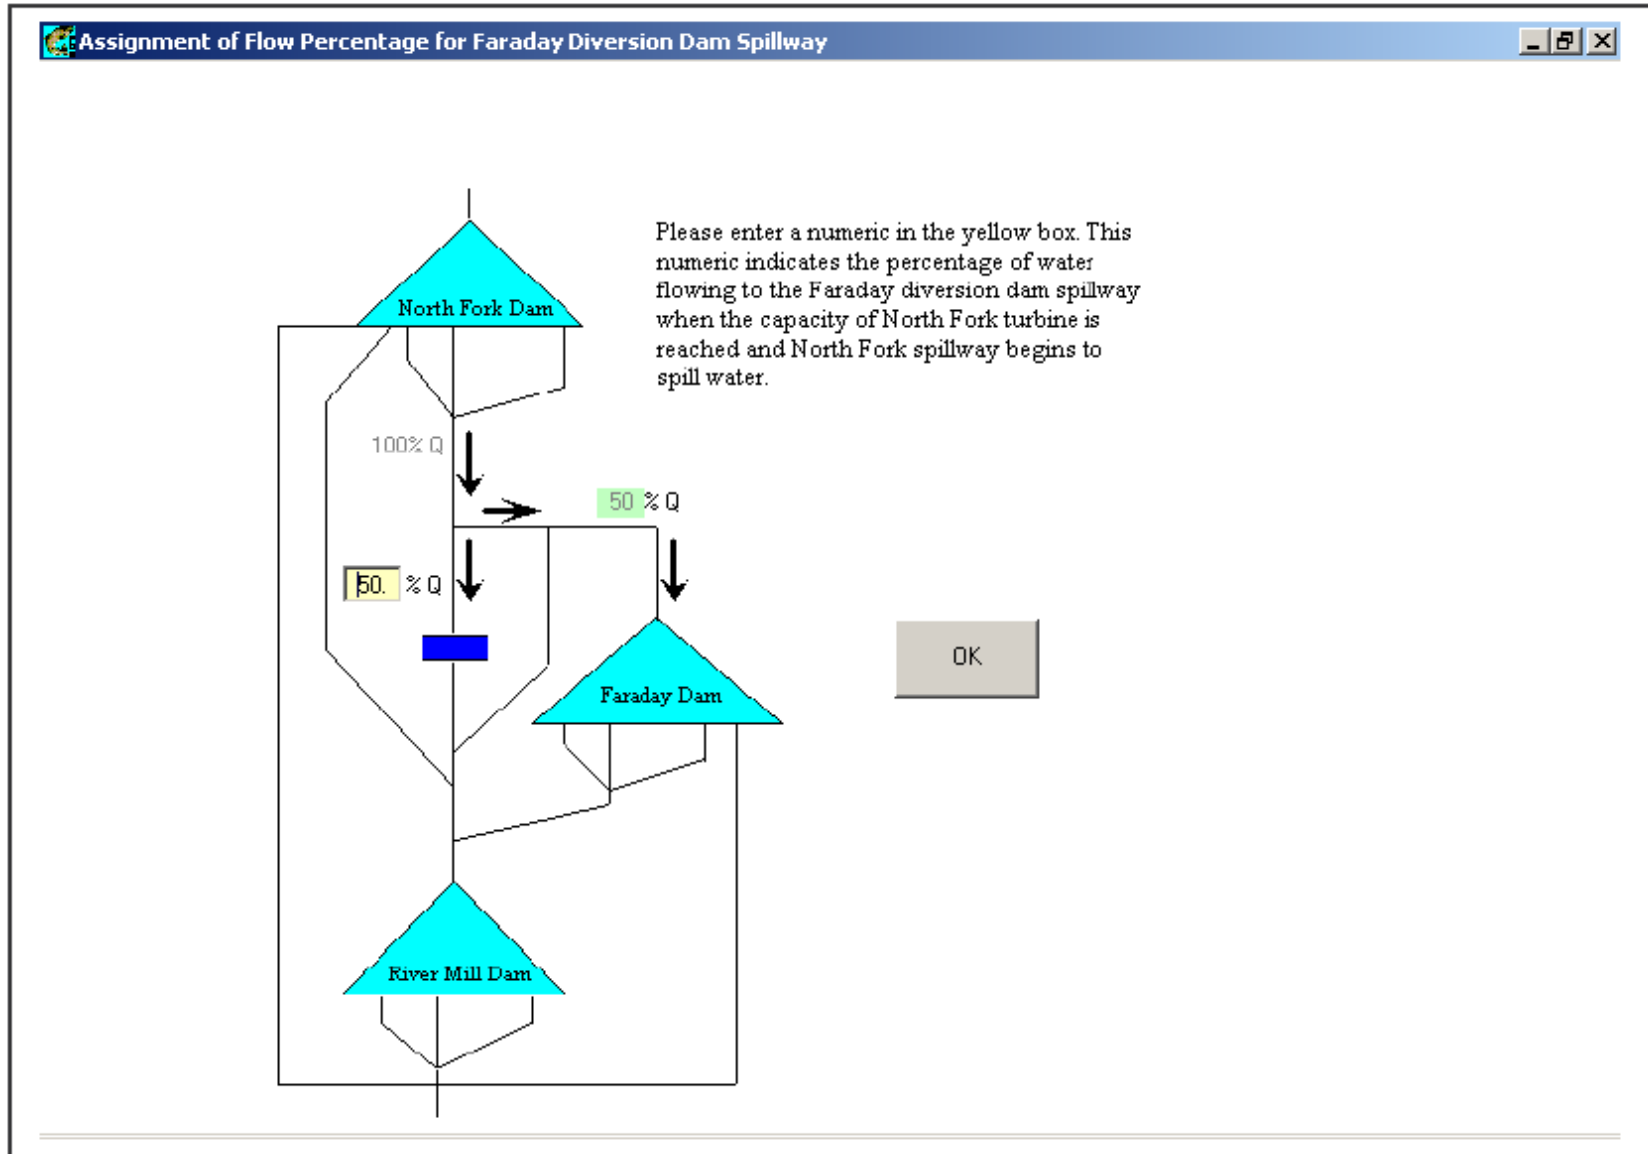 Assignment of Flow Percentage for Faraday Diversion Dam Spillway
Please enter a numeric in the yellow box. This
numeric indicates the percentage of water
flowing to the Faraday diversion dam spillway
when the capacity of North Fork turbine is
reached and North Fork spillway begins to
spill water.
North Fork Dam
100% Q
50 % Q
50. % Q
OK
Faraday Dam
River Mill Dam